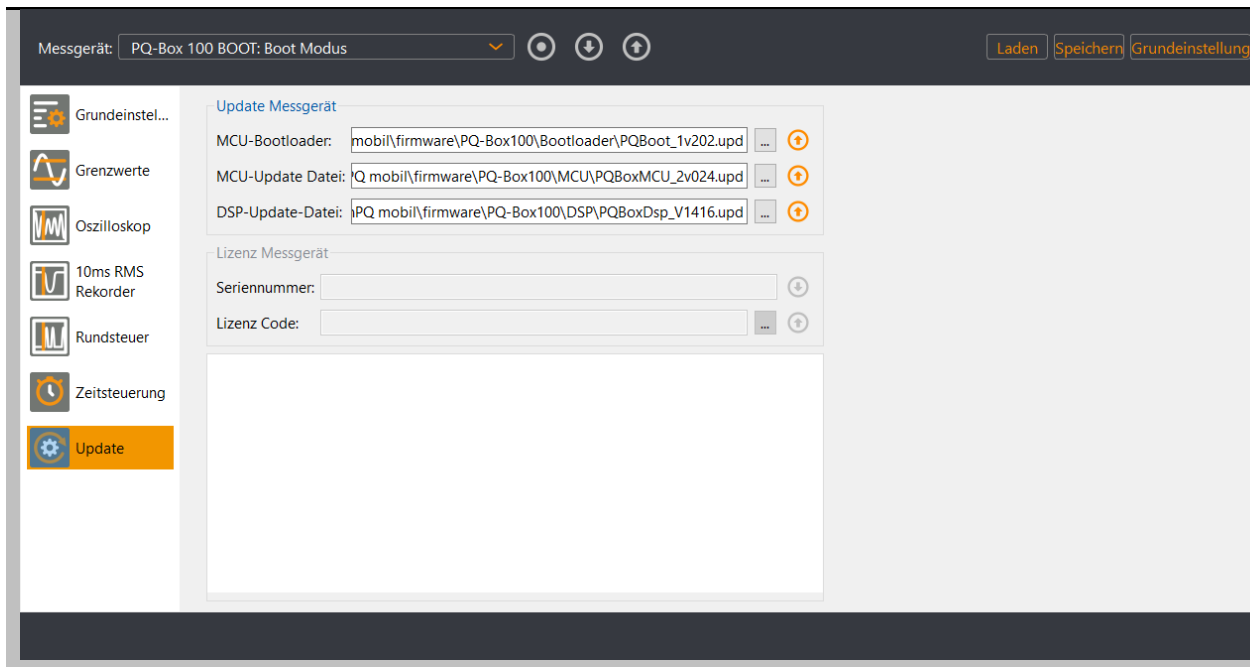 Messgerät: PQ-Box 100 BOOT: Boot Modus
Laden Speichern Grundeinstellung
Grundeinstel...
Grenzwerte
Oszilloskop
10ms RMS
Rekorder
Rundsteuer
Zeitsteuerung
Update
Update Messgerät
MCU-Bootloader: mobil\firmware\PQ-Box100\Bootloader\PQBoot_1v202.upd ...
MCU-Update Datei: PQ mobil\firmware\PQ-Box100\MCU\PQBoxMCU_2v024.upd ...
DSP-Update-Datei: nPQ mobil\firmware\PQ-Box100\DSP\PQBoxDsp_V1416.upd ...
Lizenz Messgerät
Seriennummer:
Lizenz Code: ...